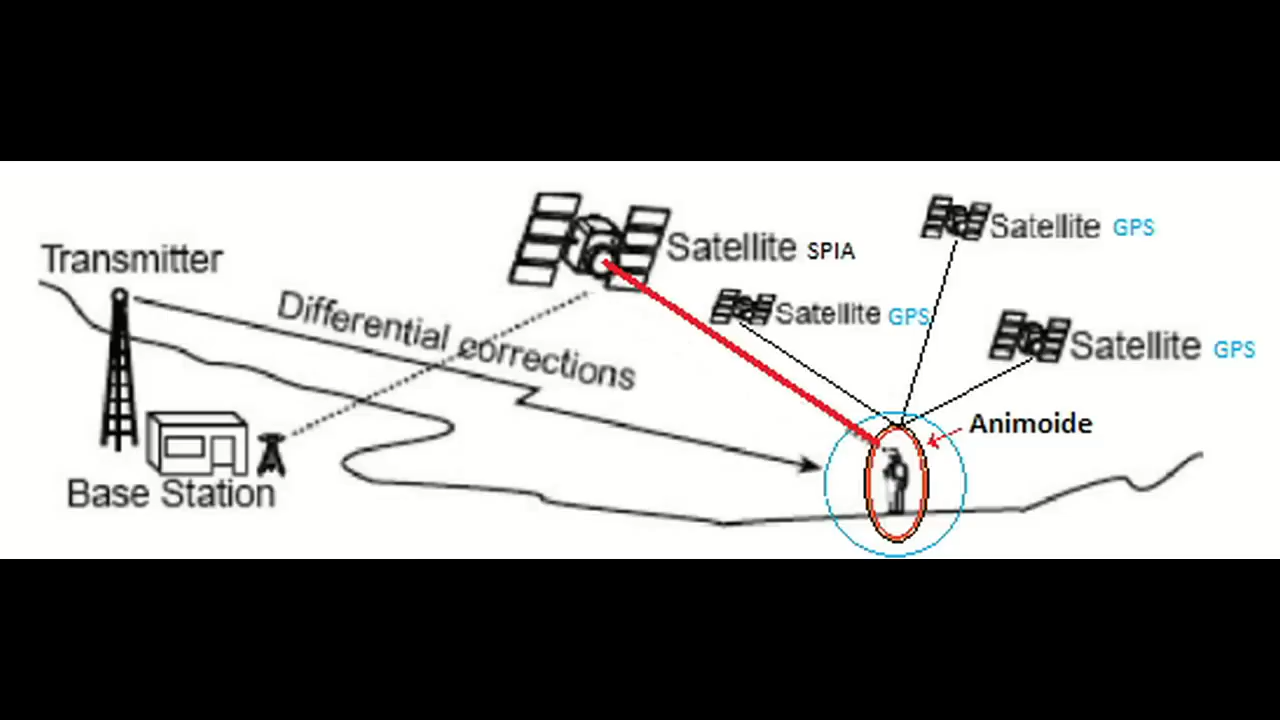 Transmitter
Differential corrections
Base Station
Satellite SPIA
Satellite GPS
Satellite GPS
Satellite GPS
Animoide